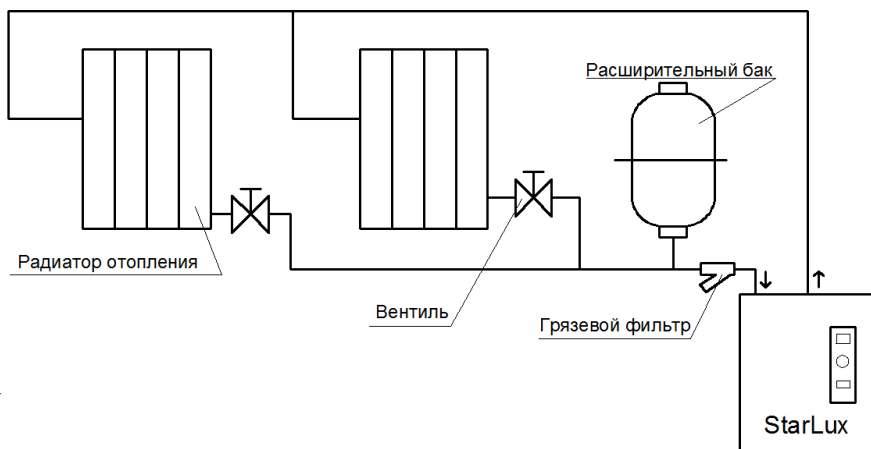 Расширительный бак
Радиатор отопления
Вентиль
Грязевой фильтр
StarLux